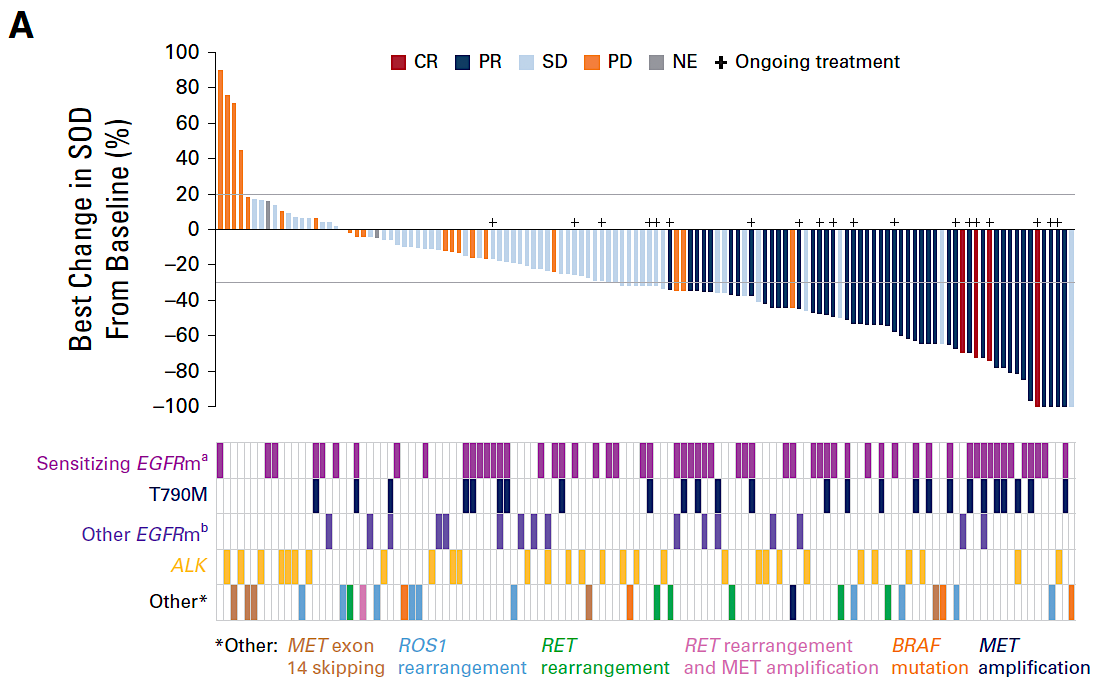 A
CR PR SD PD NE + Ongoing treatment
Best Change in SOD
From Baseline (%)
100
80
60
40
20
0
–20
–40
–60
–80
–100
Sensitizing EGFRmᵃ
T790M
Other EGFRmᵇ
ALK
Other*
*Other: MET exon ROS1 RET RET rearrangement BRAF MET
14 skipping rearrangement rearrangement and MET amplification mutation amplification